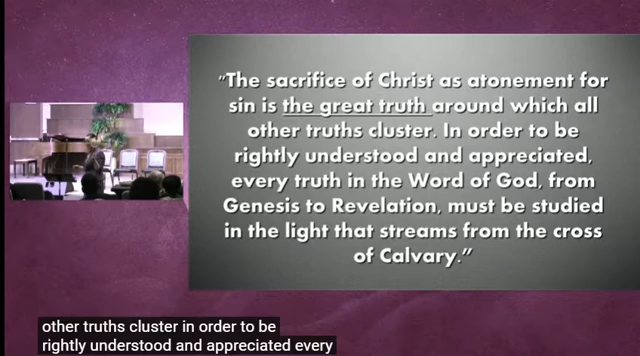 "The sacrifice of Christ as atonement for
sin is the great truth around which all
other truths cluster. In order to be
rightly understood and appreciated,
every truth in the Word of God, from
Genesis to Revelation, must be studied
in the light that streams from the cross
of Calvary."
other truths cluster in order to be
rightly understood and appreciated every